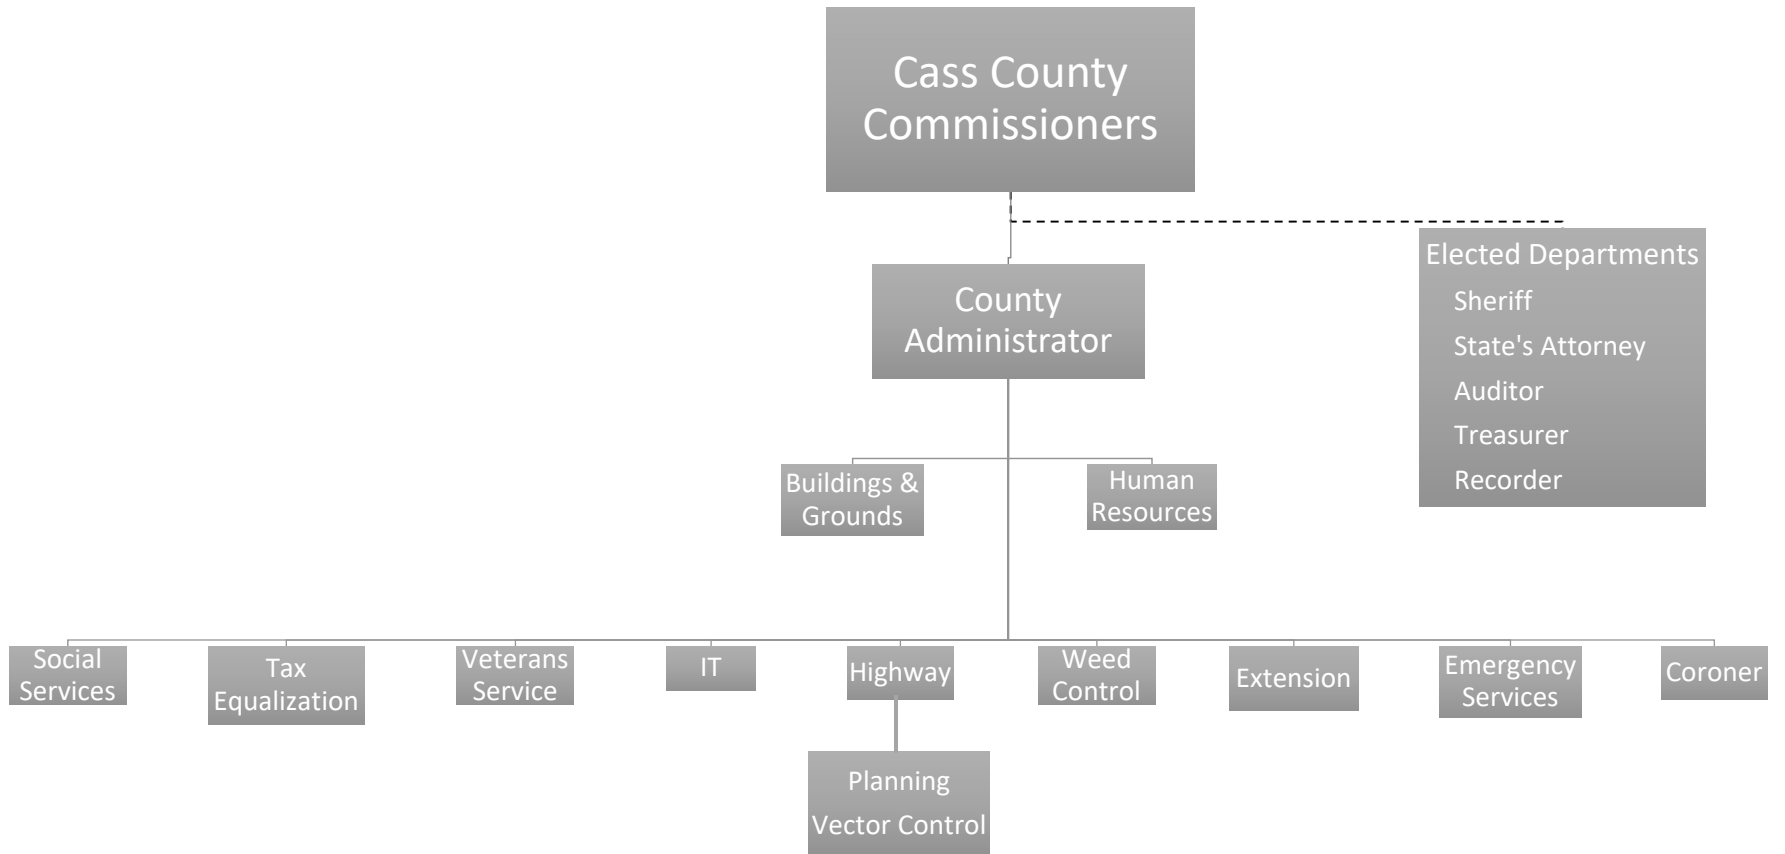 Cass County
Commissioners
Elected Departments
Sheriff
State's Attorney
Auditor
Treasurer
Recorder
County
Administrator
Buildings &
Grounds
Human
Resources
Social
Services
Tax
Equalization
Veterans
Service
IT
Highway
Weed
Control
Extension
Emergency
Services
Coroner
Planning
Vector Control